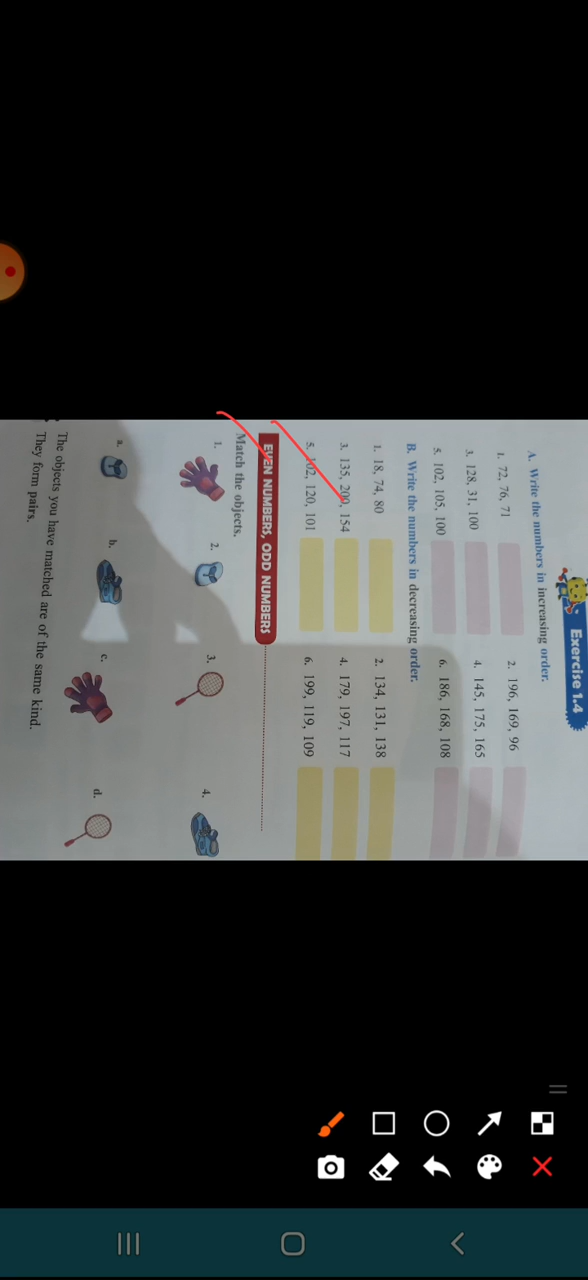 Exercise 1.4
A. Write the numbers in increasing order.
1. 72, 76, 71
2. 196, 169, 96
3. 128, 31, 100
4. 145, 175, 165
5. 102, 105, 100
6. 186, 168, 108
B. Write the numbers in decreasing order.
1. 18, 74, 80
2. 134, 131, 138
3. 135, 200, 154
4. 179, 197, 117
5. 102, 120, 101
6. 199, 119, 109
EVEN NUMBERS, ODD NUMBERS
Match the objects.
1. 2. 3. 4.
a. b. c. d.
The objects you have matched are of the same kind.
They form pairs.